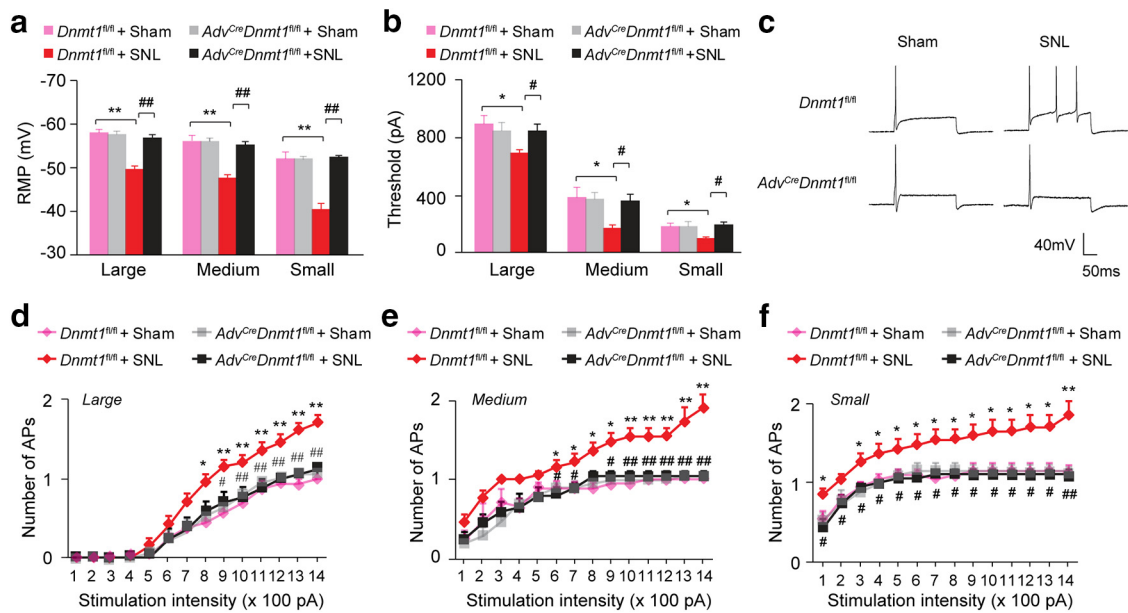 a
Dnmt1fl/fl + Sham AdvCreDnmt1fl/fl + Sham
Dnmt1fl/fl + SNL AdvCreDnmt1fl/fl +SNL
-70
-60
-50
-40
-30
RMP (mV)
** ## ** ## ** ##
Large Medium Small
b
Dnmt1fl/fl + Sham AdvCreDnmt1fl/fl + Sham
Dnmt1fl/fl + SNL AdvCreDnmt1fl/fl + SNL
1200
800
400
0
Threshold (pA)
* # * # * #
Large Medium Small
c
Sham SNL
Dnmt1fl/fl
AdvCreDnmt1fl/fl
40mV
50ms
d
Dnmt1fl/fl + Sham AdvCreDnmt1fl/fl + Sham
Dnmt1fl/fl + SNL AdvCreDnmt1fl/fl + SNL
Large
2
1
0
Number of APs
* ** ** ** ** ** **
# ## ## ## ## ##
1 2 3 4 5 6 7 8 9 10 11 12 13 14
Stimulation intensity (x 100 pA)
e
Dnmt1fl/fl + Sham AdvCreDnmt1fl/fl + Sham
Dnmt1fl/fl + SNL AdvCreDnmt1fl/fl + SNL
Medium
2
1
0
Number of APs
* * * * ** ** ** ** **
# # # ## ## ## ## ##
1 2 3 4 5 6 7 8 9 10 11 12 13 14
Stimulation intensity (x 100 pA)
f
Dnmt1fl/fl + Sham AdvCreDnmt1fl/fl + Sham
Dnmt1fl/fl + SNL AdvCreDnmt1fl/fl + SNL
Small
2
1
0
Number of APs
* * * * * * * * * * * * **
# # # # # # # # # # # # # ##
1 2 3 4 5 6 7 8 9 10 11 12 13 14
Stimulation intensity (x 100 pA)